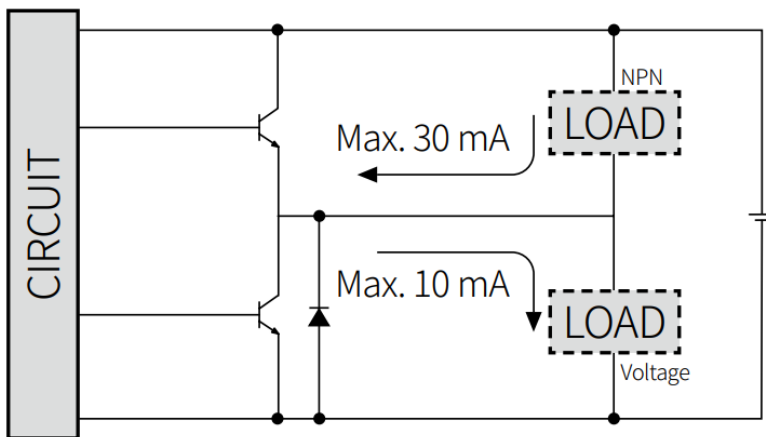 CIRCUIT
NPN
LOAD
Max. 30 mA
Max. 10 mA
LOAD
Voltage